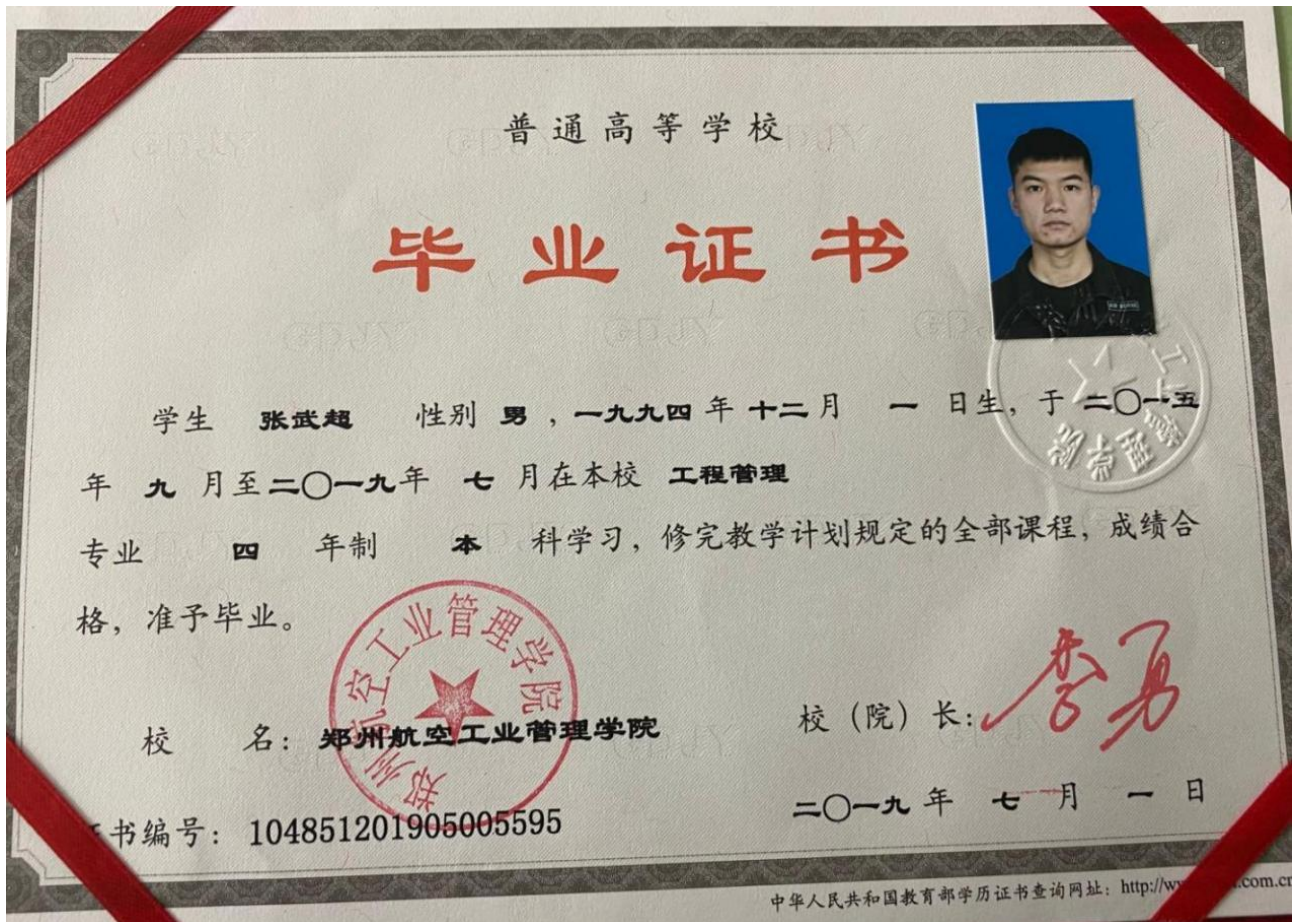 普通高等学校
毕业证书
学生 张武超 性别 男 ，一九九四 年 十二 月 一 日生，于 二〇一五
年 九 月至二〇一九年 七 月在本校 工程管理
专业 四 年制 本 科学习，修完教学计划规定的全部课程，成绩合
格，准予毕业。
郑州航空工业管理学院
校 名：郑州航空工业管理学院
校（院）长：李勇
书编号：104851201905005595
二〇一九 年 七 月 一 日
中华人民共和国教育部学历证书查询网址：http://w .com.cn